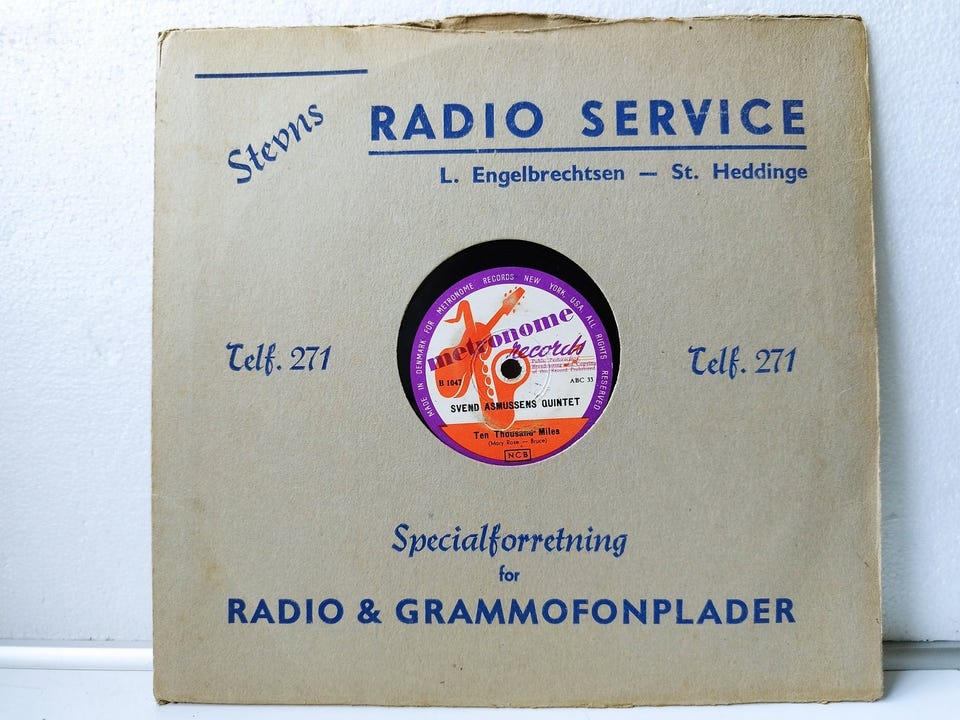 Stevns
RADIO SERVICE
L. Engelbrechtsen — St. Heddinge
Telf. 271
Telf. 271
MADE IN DENMARK FOR METRONOME RECORDS NEW YORK, USA. ALL RIGHTS RESERVED
metronome
records
B 1047
ABC 33
SVEND ASMUSSENS QUINTET
Ten Thousand Miles
(Mary Rose — Bruce)
NCB
Specialforretning
for
RADIO & GRAMMOFONPLADER